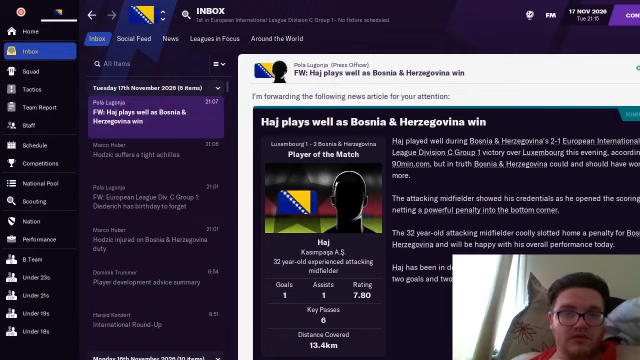 INBOX
1st in European International League Division C Group 1 - No fixture scheduled.
FM
17 NOV 2026
TUE 21:15
CON
Home
Inbox
Squad
Tactics
Team Report
Staff
Schedule
Competitions
National Pool
Scouting
Nation
Performance
B Team
Under 23s
Under 21s
Under 19s
Under 18s
Inbox
Social Feed
News
Leagues in Focus
Around the World
All Items
Tuesday 17th November 2026 (6 items)
Pola Lugonja
21:07
FW: Haj plays well as Bosnia &
Herzegovina win
Marco Huber
21:06
Hodzic suffers a tight achilles
Pola Lugonja
21:01
FW: European League Div. C Group 1:
Diederich has birthday to forget
Marco Huber
21:01
Hodzic injured on Bosnia & Herzegovina
duty
Dominik Trummer
8:54
Player development advice summary
Harald Kondert
8:51
International Round-Up
Monday 16th November 2026 (10 items)
Pola Lugonja (Press Officer)
FW: Haj plays well as Bosnia & Herzegovina win
I'm forwarding the following news article for your attention:
Haj plays well as Bosnia & Herzegovina win
Luxembourg 1 - 2 Bosnia & Herzegovina
Player of the Match
Haj
Kasımpaşa A.Ş.
32 year-old experienced attacking
midfielder
Goals
Assists
Rating
1
1
7.80
Key Passes
6
Distance Covered
13.4km
Haj played well during Bosnia & Herzegovina's 2-1 European International
League Division C Group 1 victory over Luxembourg this evening, accordin
90min.com, but in truth Bosnia & Herzegovina could and should have wo
more.
The attacking midfielder showed his credentials as he opened the scoring
netting a powerful penalty into the bottom corner.
The 32 year-old attacking midfielder coolly slotted home a penalty for Bos
Herzegovina and will be happy with his overall performance today.
Haj has been in de
two goals and two